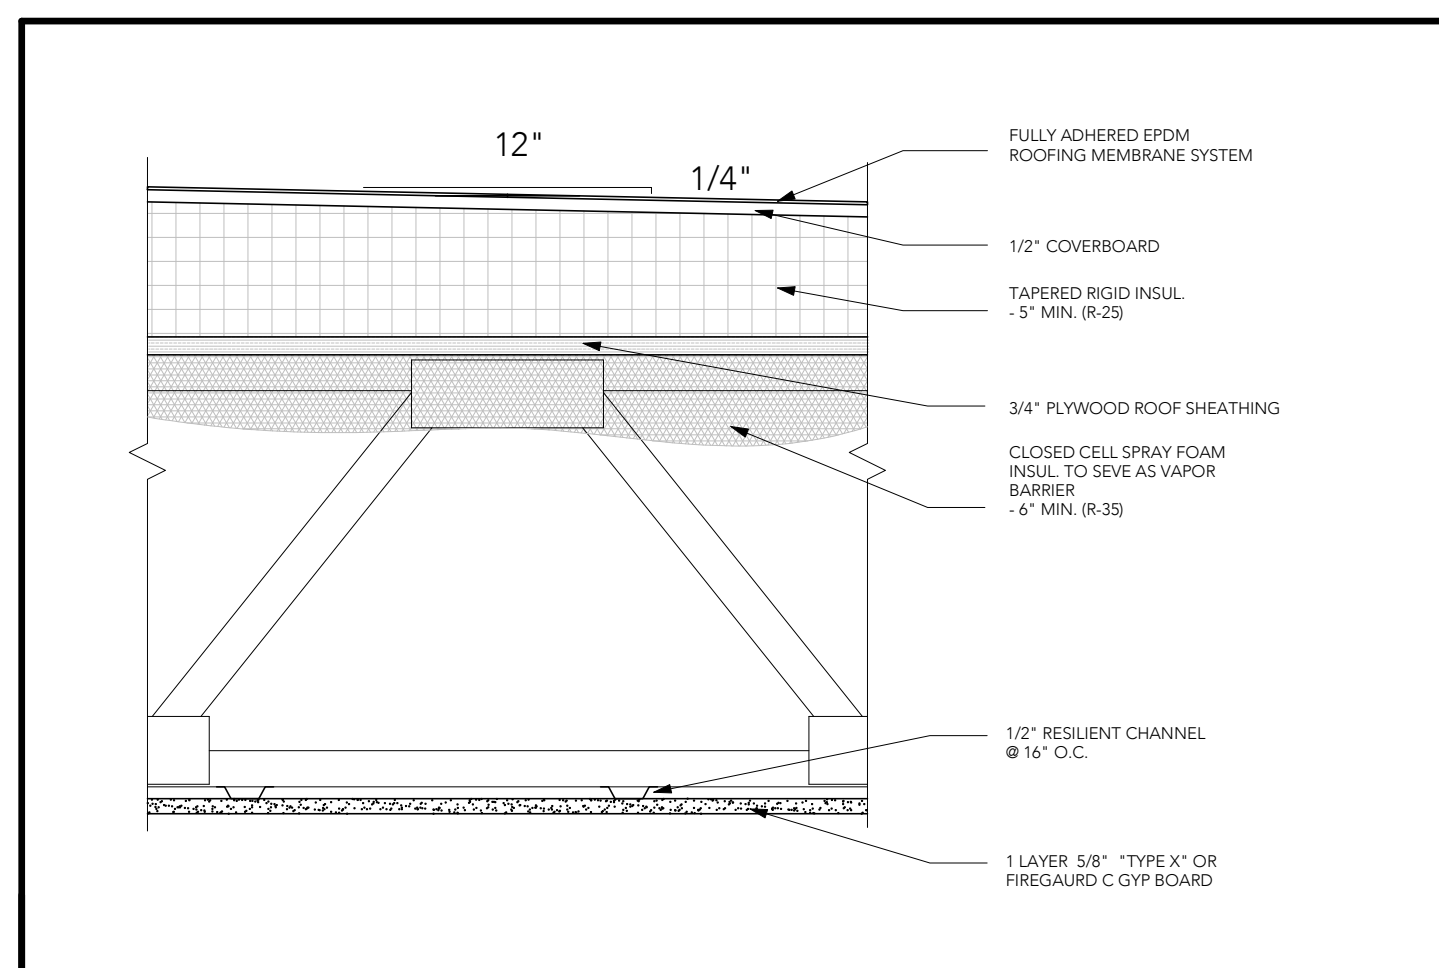 12"
1/4"
FULLY ADHERED EPDM
ROOFING MEMBRANE SYSTEM
1/2" COVERBOARD
TAPERED RIGID INSUL.
- 5" MIN. (R-25)
3/4" PLYWOOD ROOF SHEATHING
CLOSED CELL SPRAY FOAM
INSUL. TO SEVE AS VAPOR
BARRIER
- 6" MIN. (R-35)
1/2" RESILIENT CHANNEL
@ 16" O.C.
1 LAYER 5/8" "TYPE X" OR
FIREGAURD C GYP BOARD